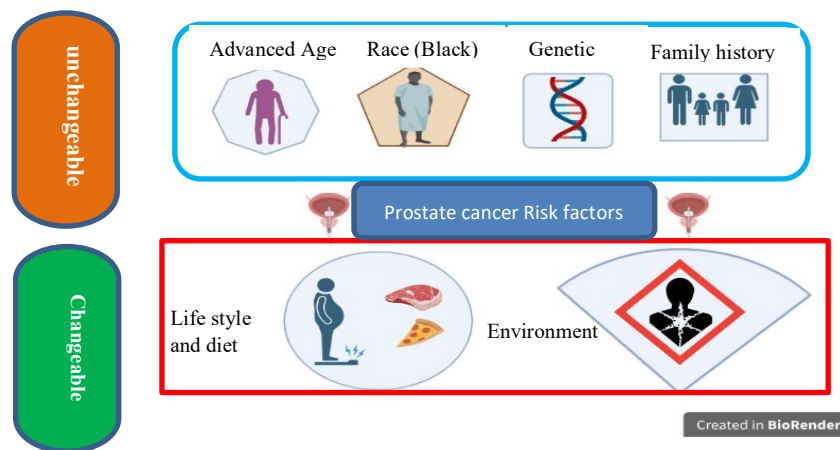 unchangeable
Advanced Age
Race (Black)
Genetic
Family history
Prostate cancer Risk factors
Changeable
Life style
and diet
Environment
Created in BioRender